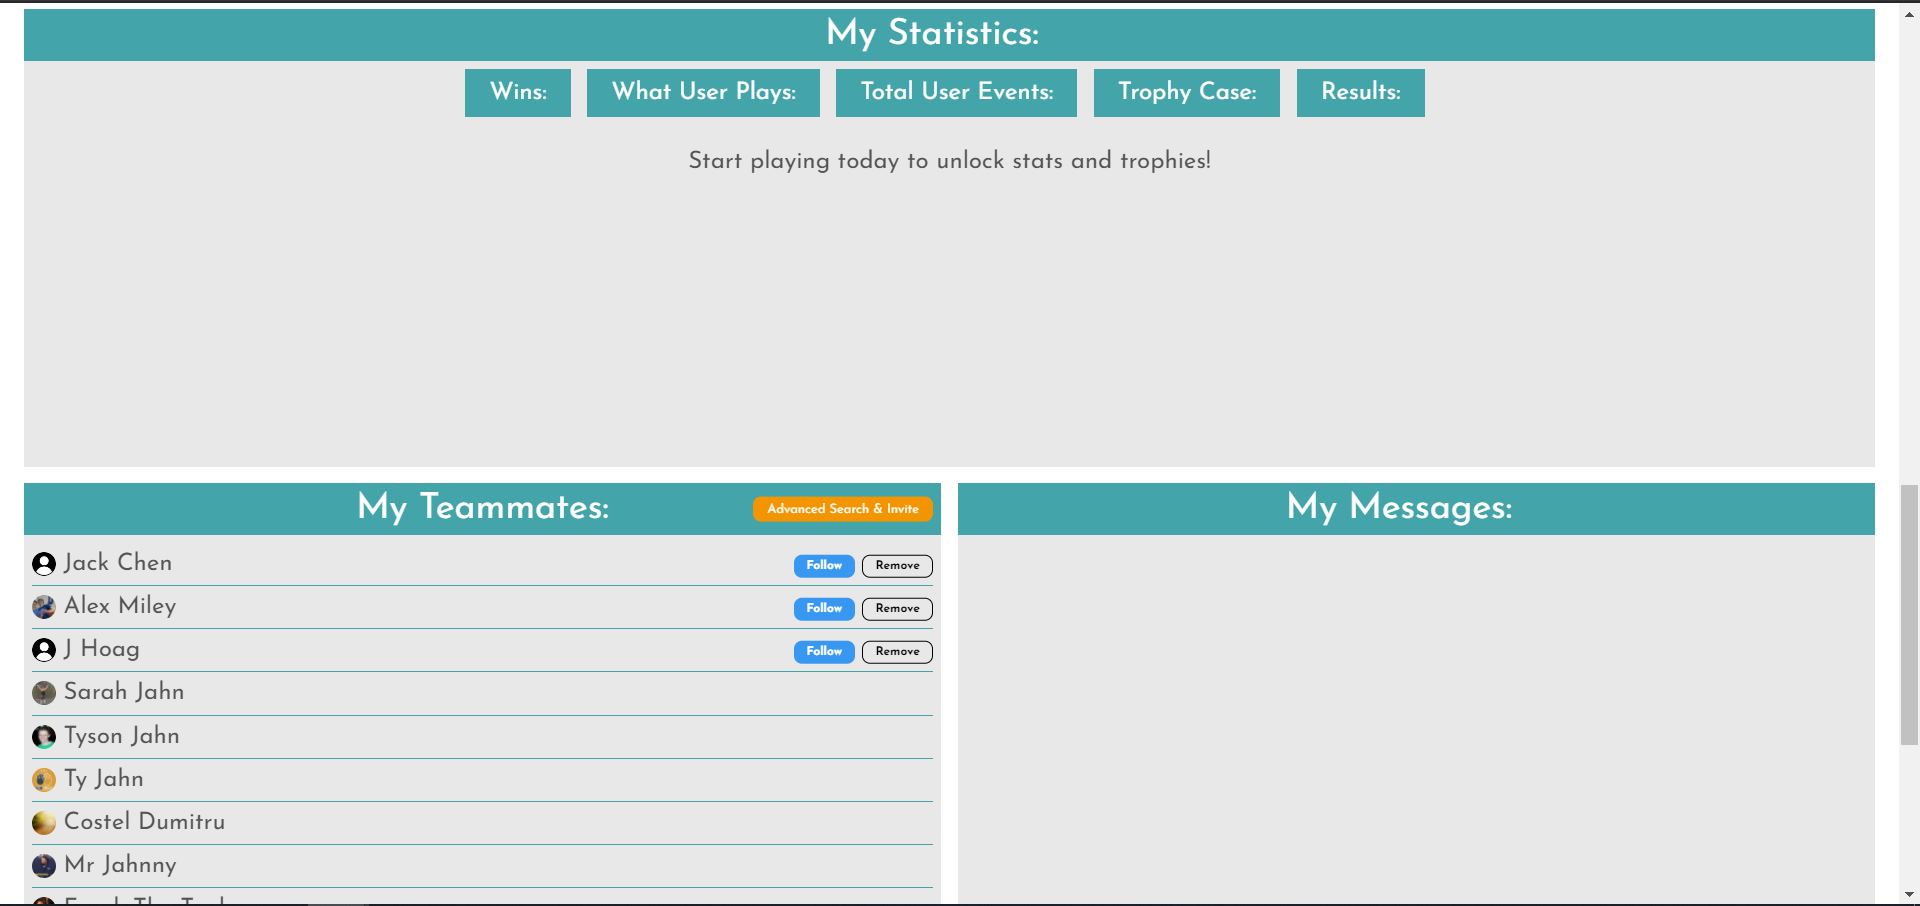 My Statistics:
Wins: What User Plays: Total User Events: Trophy Case: Results:
Start playing today to unlock stats and trophies!
My Teammates: Advanced Search & Invite
Jack Chen Follow Remove
Alex Miley Follow Remove
J Hoag Follow Remove
Sarah Jahn
Tyson Jahn
Ty Jahn
Costel Dumitru
Mr Jahnny
My Messages: